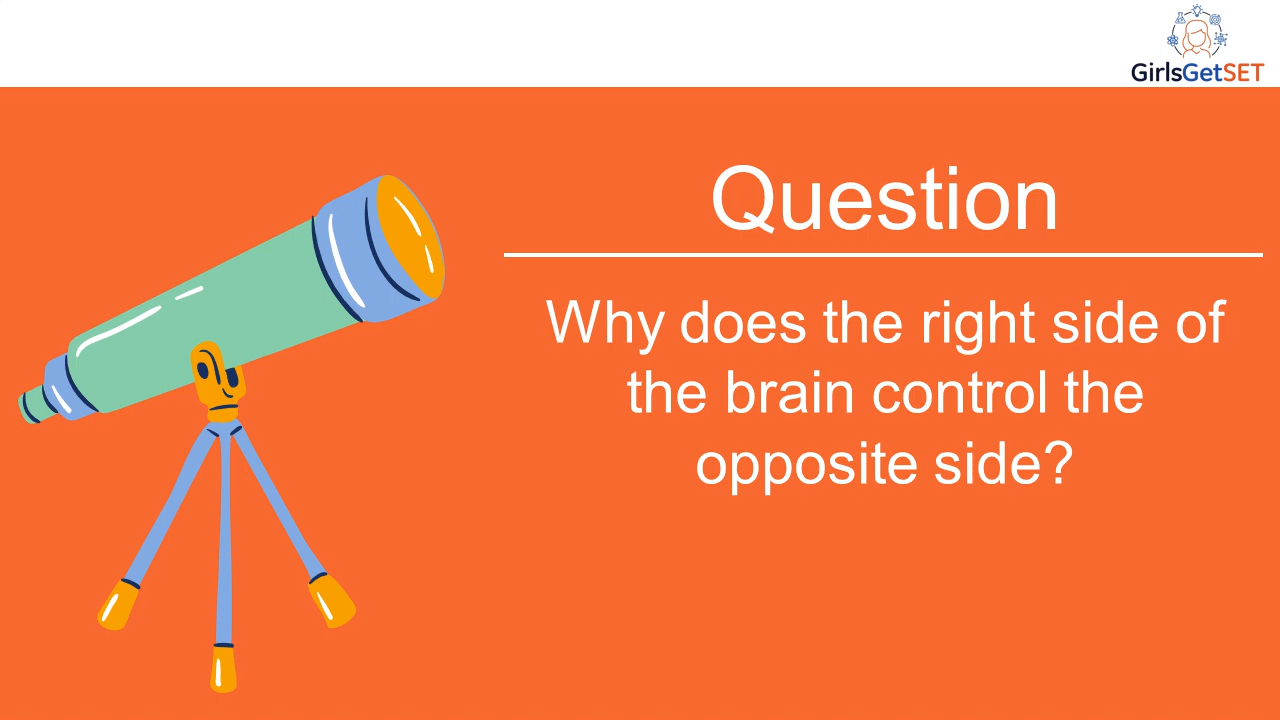 GirlsGetSET
Question
Why does the right side of
the brain control the
opposite side?